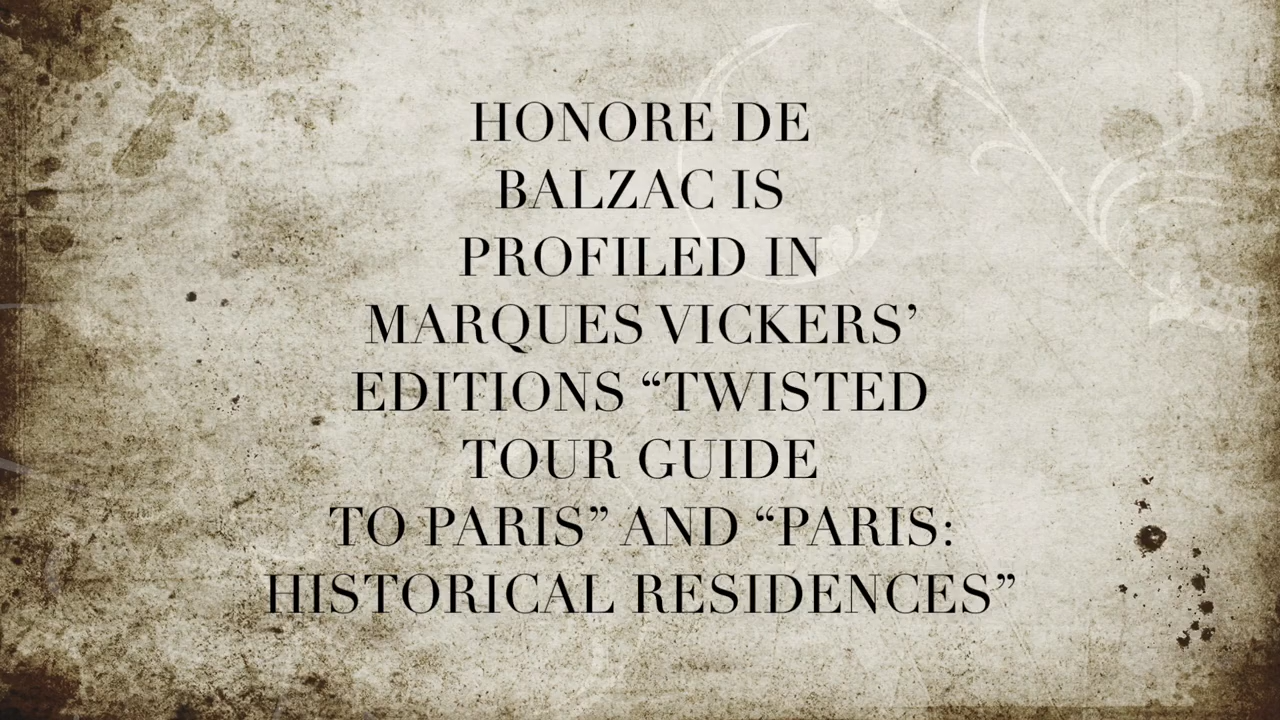 HONORE DE
BALZAC IS
PROFILED IN
MARQUES VICKERS’
EDITIONS “TWISTED
TOUR GUIDE
TO PARIS” AND “PARIS:
HISTORICAL RESIDENCES”